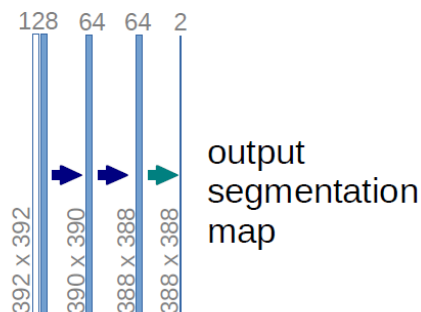 128 64 64 2
output
segmentation
map
392 x 392
390 x 390
388 x 388
388 x 388